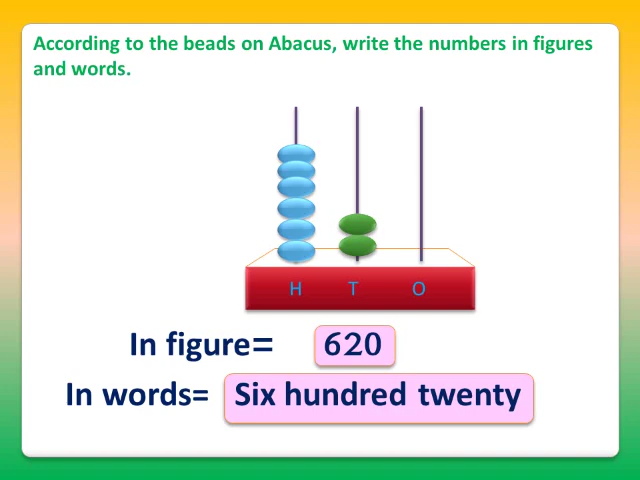 According to the beads on Abacus, write the numbers in figures
and words.
H T O
In figure= 620
In words= Six hundred twenty